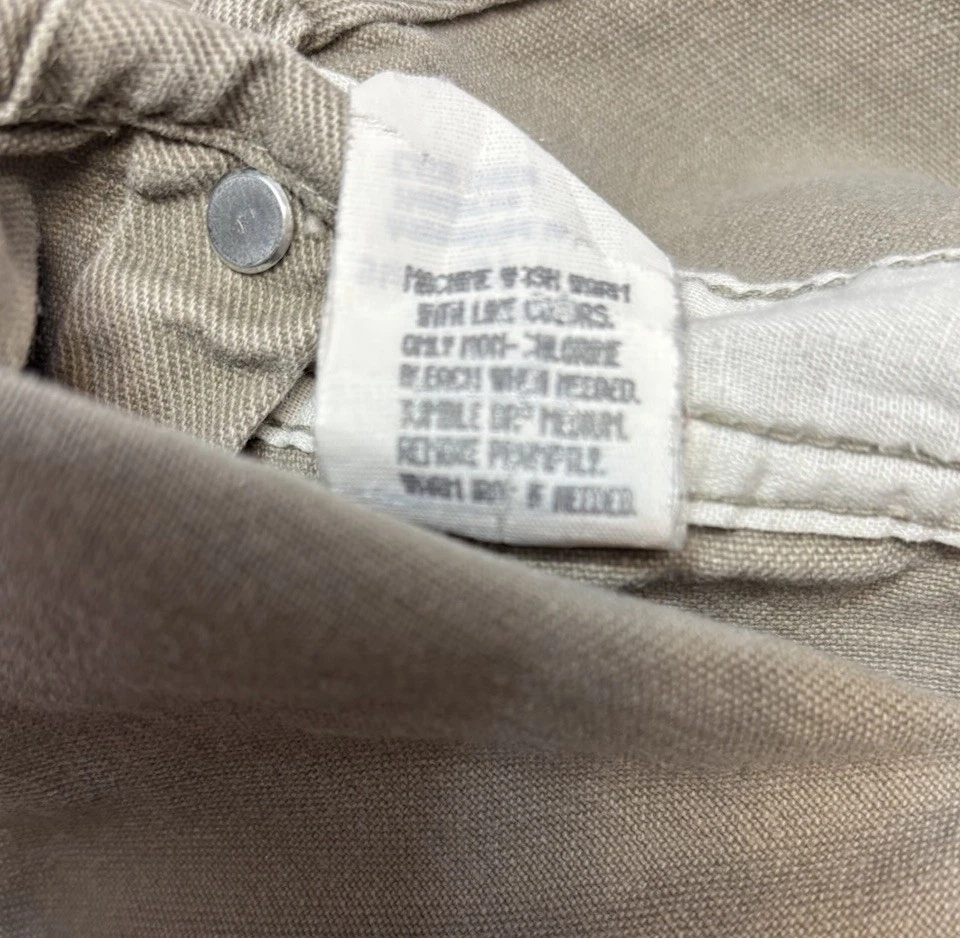 MACHINE WASH WARM
WITH LIKE COLORS.
ONLY NON-CHLORINE
BLEACH WHEN NEEDED.
TUMBLE DRY MEDIUM.
REMOVE PROMPTLY.
WARM IRON IF NEEDED.